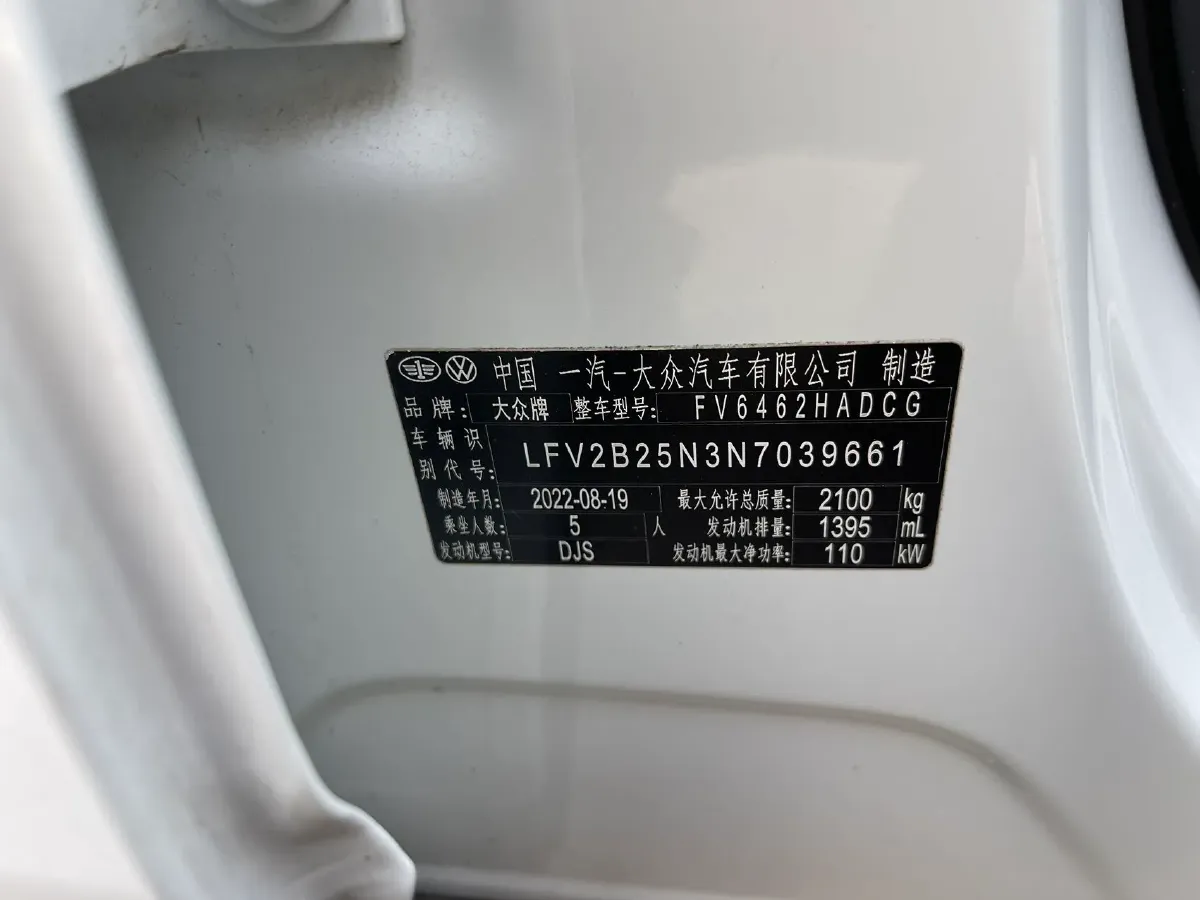 中国 一汽-大众汽车有限公司 制造
品牌: 大众牌 整车型号: FV6462HADCG
车辆识别代号: LFV2B25N3N7039661
制造年月: 2022-08-19 最大允许总质量: 2100 kg
乘坐人数: 5 人 发动机排量: 1395 mL
发动机型号: DJS 发动机最大净功率: 110 kW